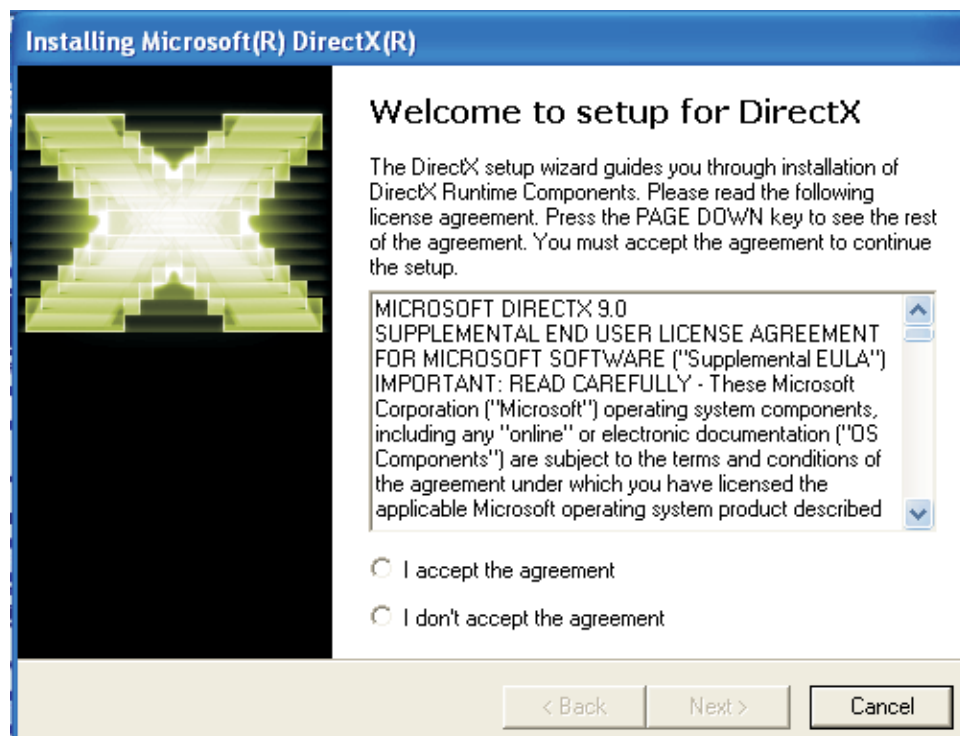 Installing Microsoft(R) DirectX(R)
Welcome to setup for DirectX
The DirectX setup wizard guides you through installation of
DirectX Runtime Components. Please read the following
license agreement. Press the PAGE DOWN key to see the rest
of the agreement. You must accept the agreement to continue
the setup.
MICROSOFT DIRECTX 9.0
SUPPLEMENTAL END USER LICENSE AGREEMENT
FOR MICROSOFT SOFTWARE ("Supplemental EULA")
IMPORTANT: READ CAREFULLY - These Microsoft
Corporation ("Microsoft") operating system components,
including any "online" or electronic documentation ("OS
Components") are subject to the terms and conditions of
the agreement under which you have licensed the
applicable Microsoft operating system product described
I accept the agreement
I don't accept the agreement
< Back Next > Cancel